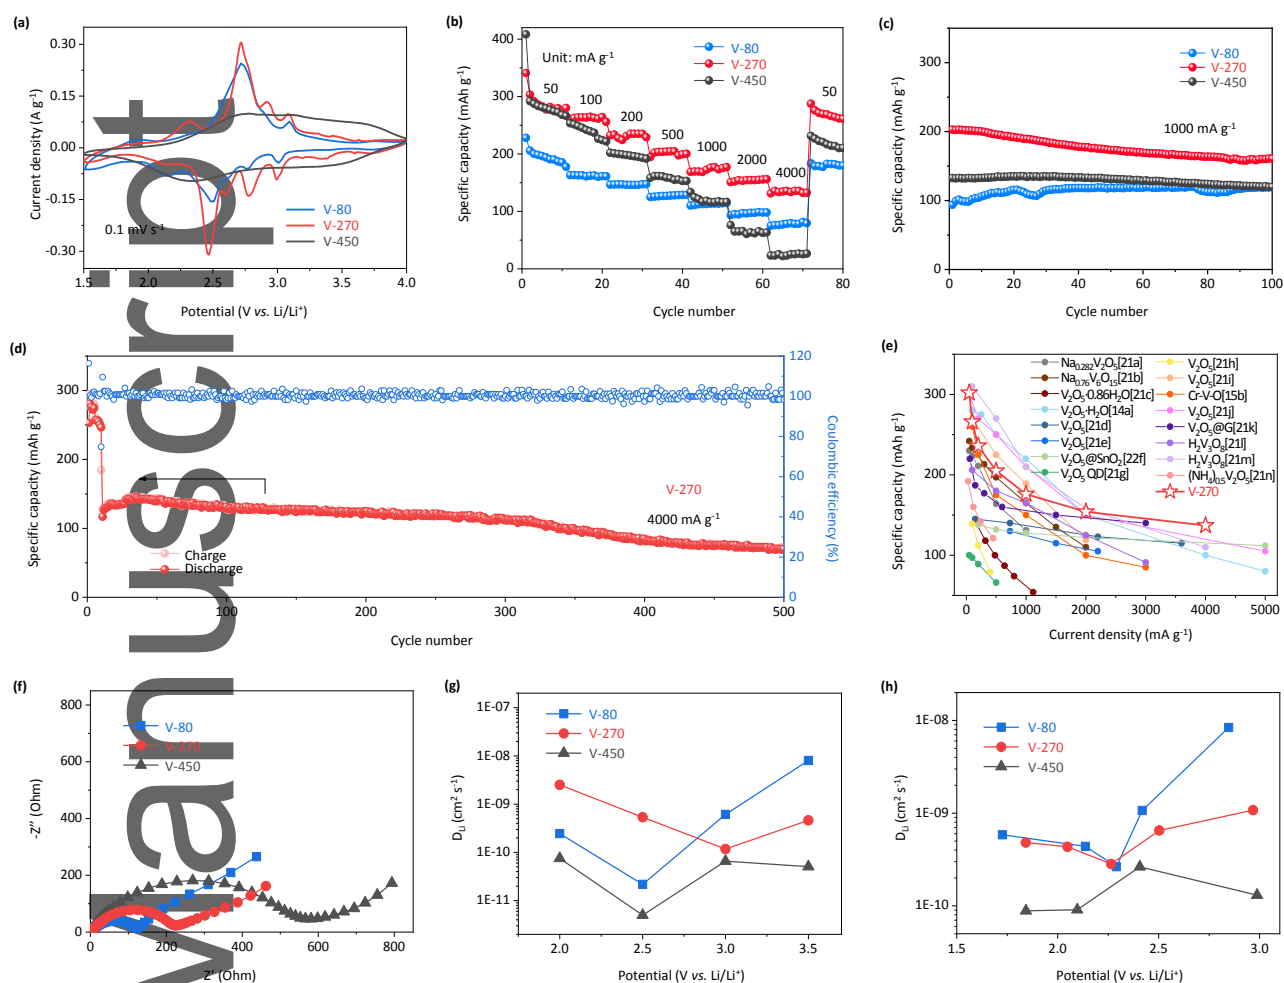 (a)
0.30
0.15
0.00
-0.15
-0.30
Current density (A g⁻¹)
V-80
V-270
V-450
0.1 mV s⁻¹
1.5 2.0 2.5 3.0 3.5 4.0
Potential (V vs. Li/Li⁺)
(b)
400
300
200
100
0
Specific capacity (mAh g⁻¹)
Unit: mA g⁻¹
V-80
V-270
V-450
50
100
200
500
1000
2000
4000
50
0 20 40 60 80
Cycle number
(c)
300
200
100
0
Specific capacity (mAh g⁻¹)
V-80
V-270
V-450
1000 mA g⁻¹
0 20 40 60 80 100
Cycle number
(d)
300
200
150
100
50
0
Specific capacity (mAh g⁻¹)
V-270
4000 mA g⁻¹
Charge
Discharge
120
100
80
60
40
20
0
Coulombic efficiency (%)
0 100 200 300 400 500
Cycle number
(e)
300
200
100
Specific capacity (mAh g⁻¹)
Na₀.₂₈₂V₂O₅[21a]
Na₀.₇₆V₆O₁₅[21b]
V₂O₅·0.86H₂O[21c]
V₂O₅·H₂O[14a]
V₂O₅[21d]
V₂O₅[21e]
V₂O₅@SnO₂[22f]
V₂O₅ QD[21g]
V₂O₅[21h]
V₂O₅[21i]
Cr-V-O[15b]
V₂O₅[21j]
V₂O₅@G[21k]
H₂V₃O₈[21l]
H₂V₃O₈[21m]
(NH₄)₀.₅V₂O₅[21n]
V-270
0 1000 2000 3000 4000 5000
Current density (mA g⁻¹)
(f)
800
600
400
200
0
-Z″ (Ohm)
V-80
V-270
V-450
0 200 400 600 800
Z′ (Ohm)
(g)
1E-07
1E-08
1E-09
1E-10
1E-11
D_Li (cm² s⁻¹)
V-80
V-270
V-450
2.0 2.5 3.0 3.5
Potential (V vs. Li/Li⁺)
(h)
1E-08
1E-09
1E-10
D_Li (cm² s⁻¹)
V-80
V-270
V-450
1.5 2.0 2.5 3.0
Potential (V vs. Li/Li⁺)